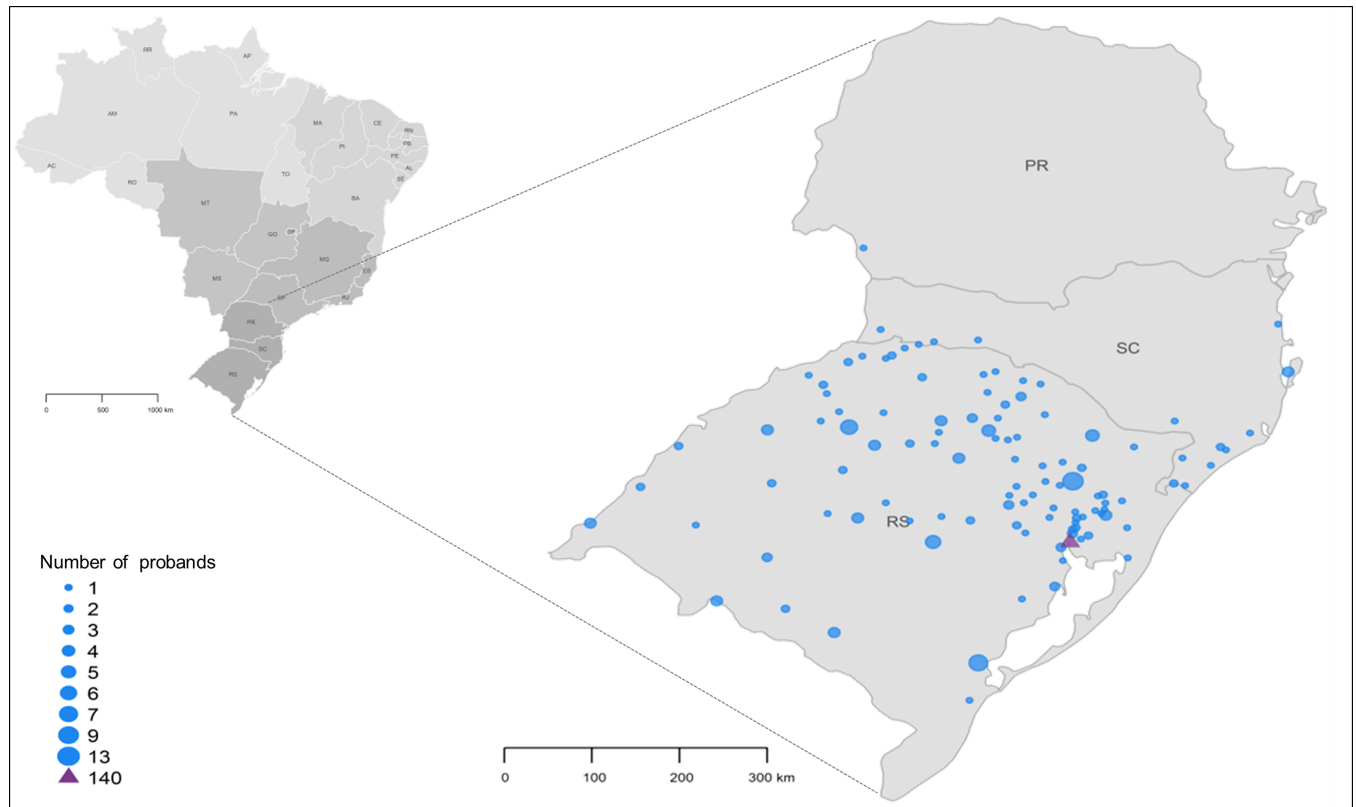 RR
AP
AM
PA
MA
CE
RN
PB
PI
PE
AL
SE
AC
RO
TO
BA
MT
GO
DF
MG
ES
MS
SP
RJ
PR
SC
RS
0 500 1000 km
PR
SC
RS
Number of probands
1
2
3
4
5
6
7
9
13
140
0 100 200 300 km